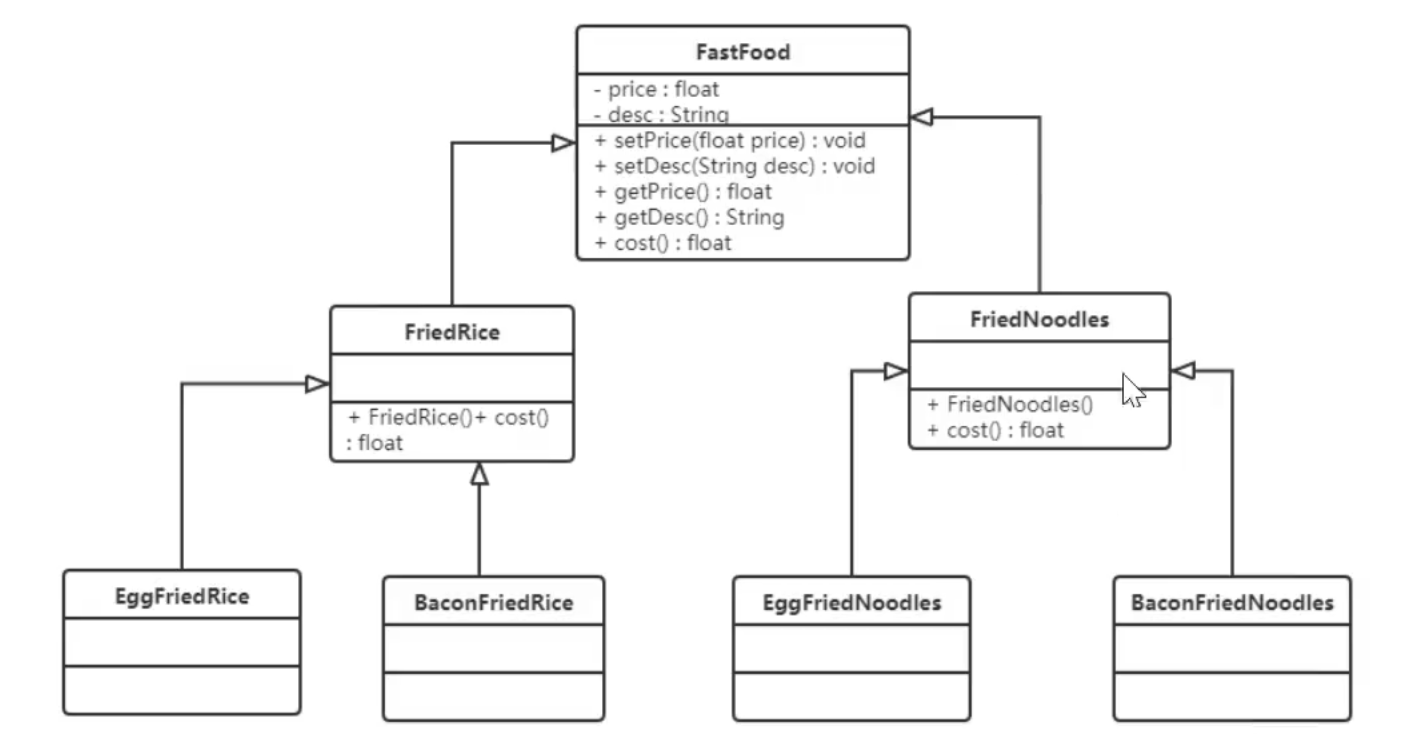 FastFood
- price : float
- desc : String
+ setPrice(float price) : void
+ setDesc(String desc) : void
+ getPrice() : float
+ getDesc() : String
+ cost() : float
FriedRice
+ FriedRice()+ cost()
: float
FriedNoodles
+ FriedNoodles()
+ cost() : float
EggFriedRice
BaconFriedRice
EggFriedNoodles
BaconFriedNoodles